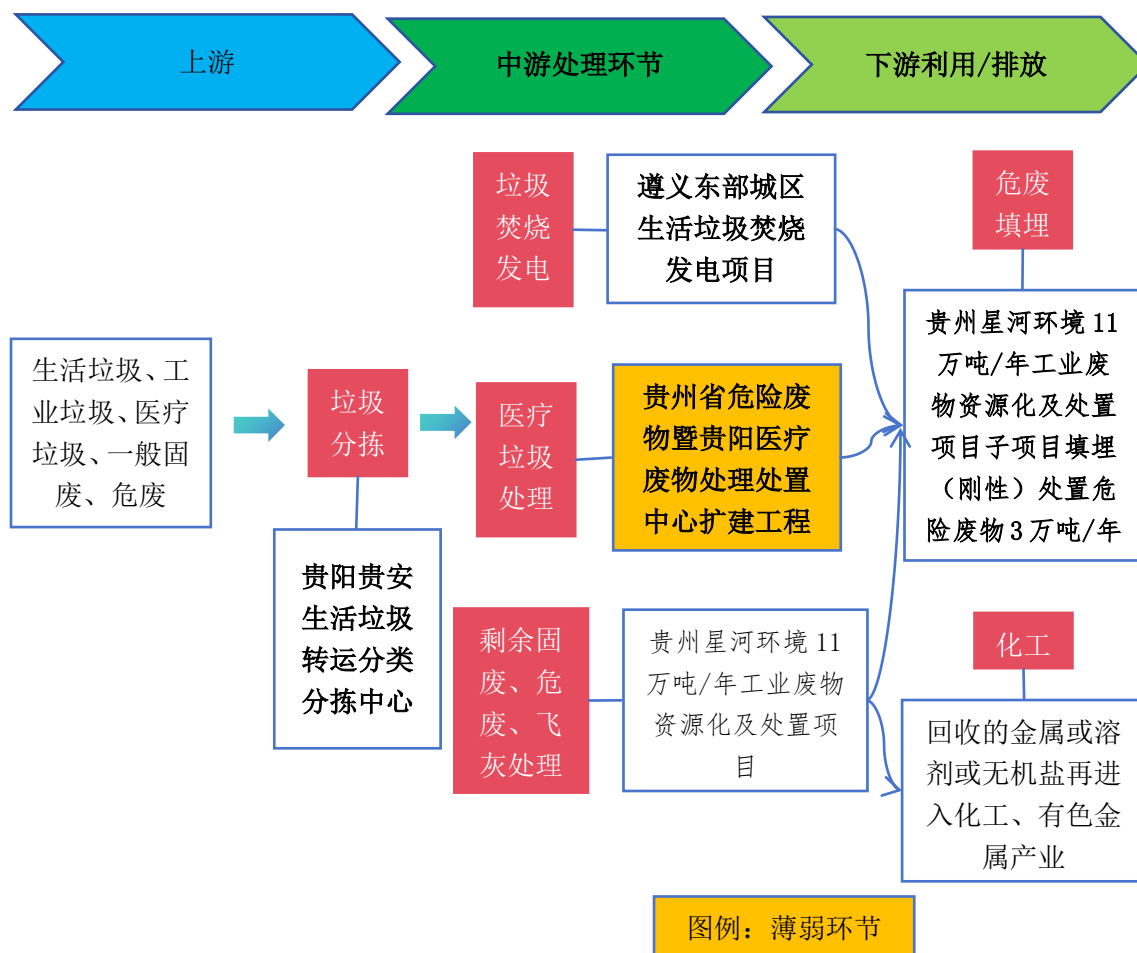 上游
中游处理环节
下游利用/排放
垃圾
焚烧
发电
遵义东部城区
生活垃圾焚烧
发电项目
危废
填埋
生活垃圾、工
业垃圾、医疗
垃圾、一般固
废、危废
垃圾
分拣
贵阳贵安
生活垃圾
转运分类
分拣中心
医疗
垃圾
处理
贵州省危险废
物暨贵阳医疗
废物处理处置
中心扩建工程
贵州星河环境 11
万吨/年工业废
物资源化及处置
项目子项目填埋
（刚性）处置危
险废物 3 万吨/年
剩余固
废、危
废、飞
灰处理
贵州星河环境 11
万吨/年工业废物
资源化及处置项
目
化工
回收的金属或溶
剂或无机盐再进
入化工、有色金
属产业
图例：薄弱环节